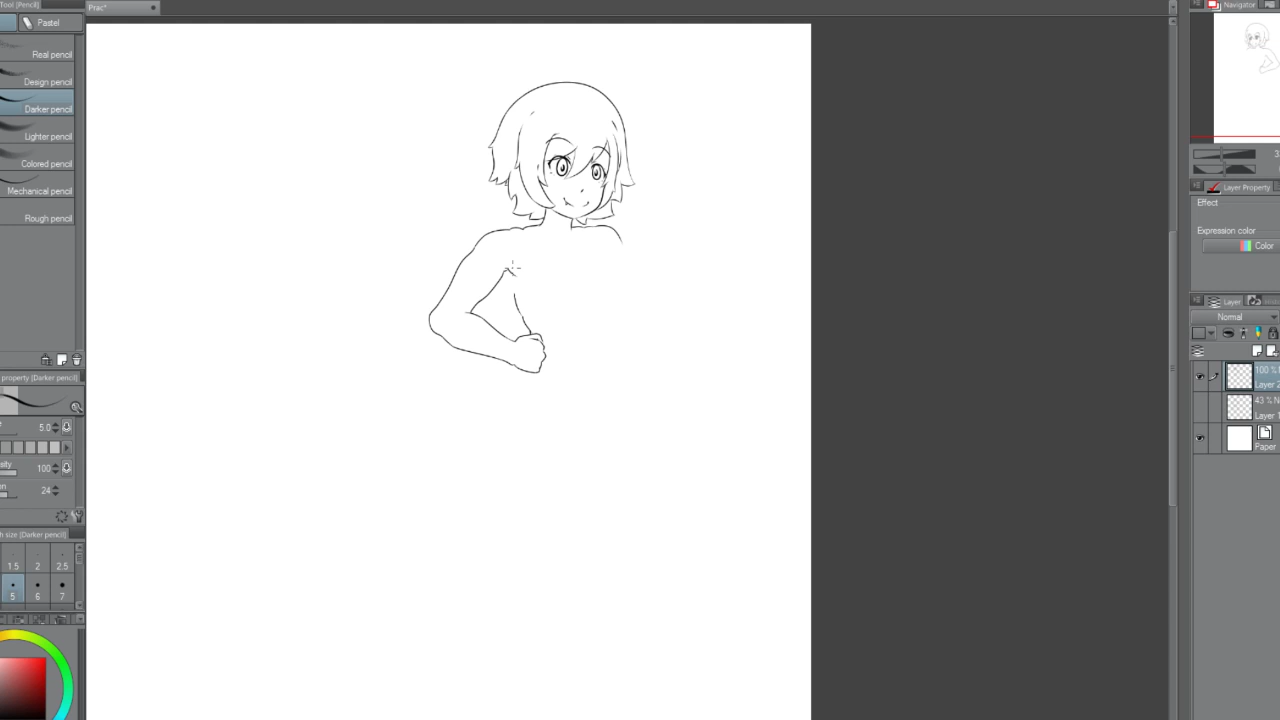 Tool [Pencil]
Pastel
Real pencil
Design pencil
Darker pencil
Lighter pencil
Colored pencil
Mechanical pencil
Rough pencil
property [Darker pencil]
5.0
100
24
size [Darker pencil]
1.5 2 2.5
5 6 7
Prac*
Navigator
Layer Property
Effect
Expression color
Color
Layer
Normal
100 %
Layer
43 % N
Layer
Paper